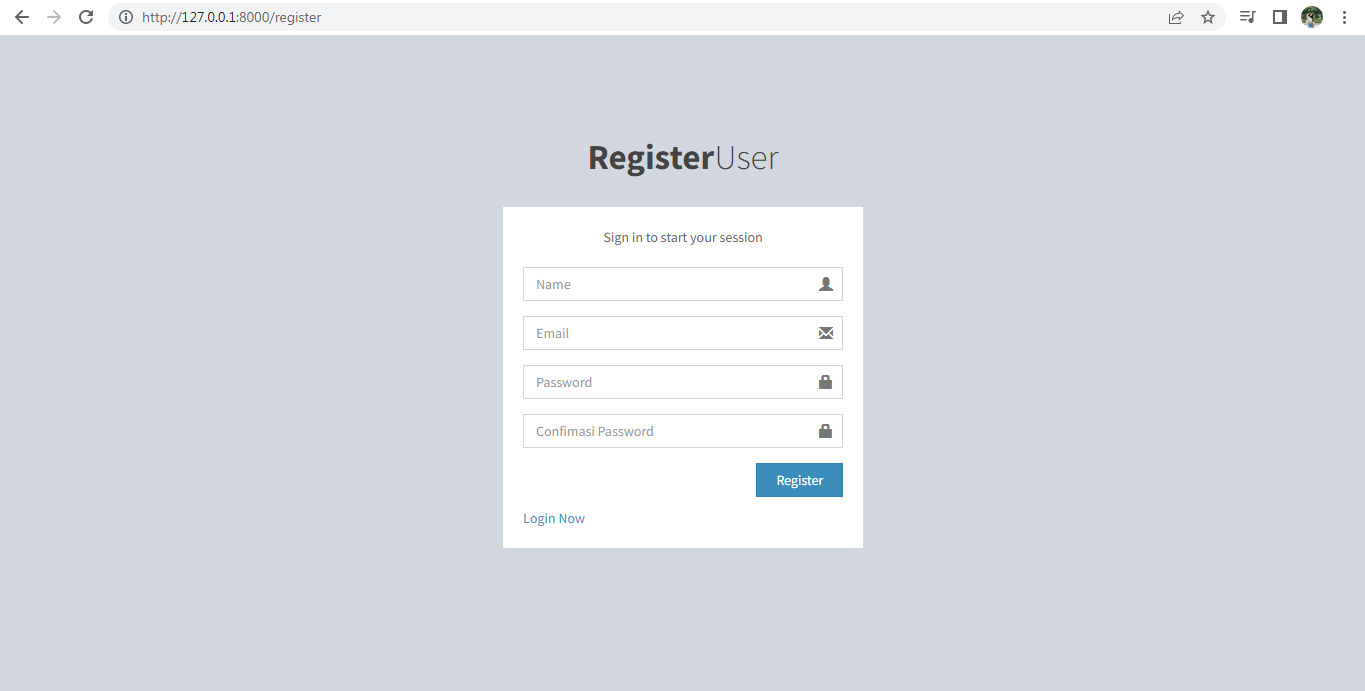 http://127.0.0.1:8000/register
RegisterUser
Sign in to start your session
Name
Email
Password
Confimasi Password
Register
Login Now